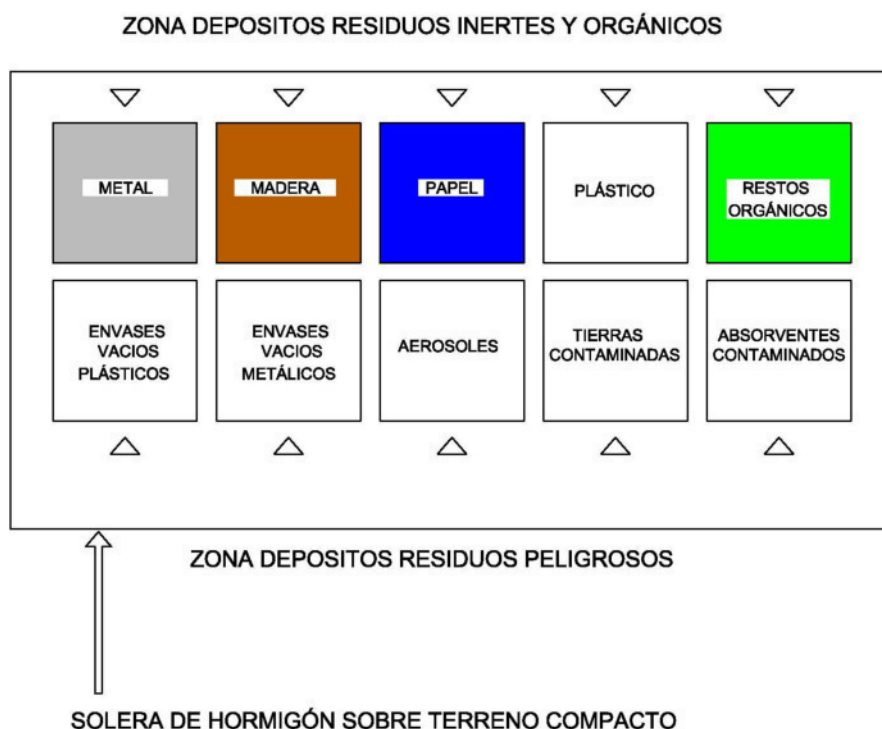 ZONA DEPOSITOS RESIDUOS INERTES Y ORGÁNICOS
METAL
MADERA
PAPEL
PLÁSTICO
RESTOS
ORGÁNICOS
ENVASES
VACIOS
PLÁSTICOS
ENVASES
VACIOS
METÁLICOS
AEROSOLES
TIERRAS
CONTAMINADAS
ABSORVENTES
CONTAMINADOS
ZONA DEPOSITOS RESIDUOS PELIGROSOS
SOLERA DE HORMIGÓN SOBRE TERRENO COMPACTO